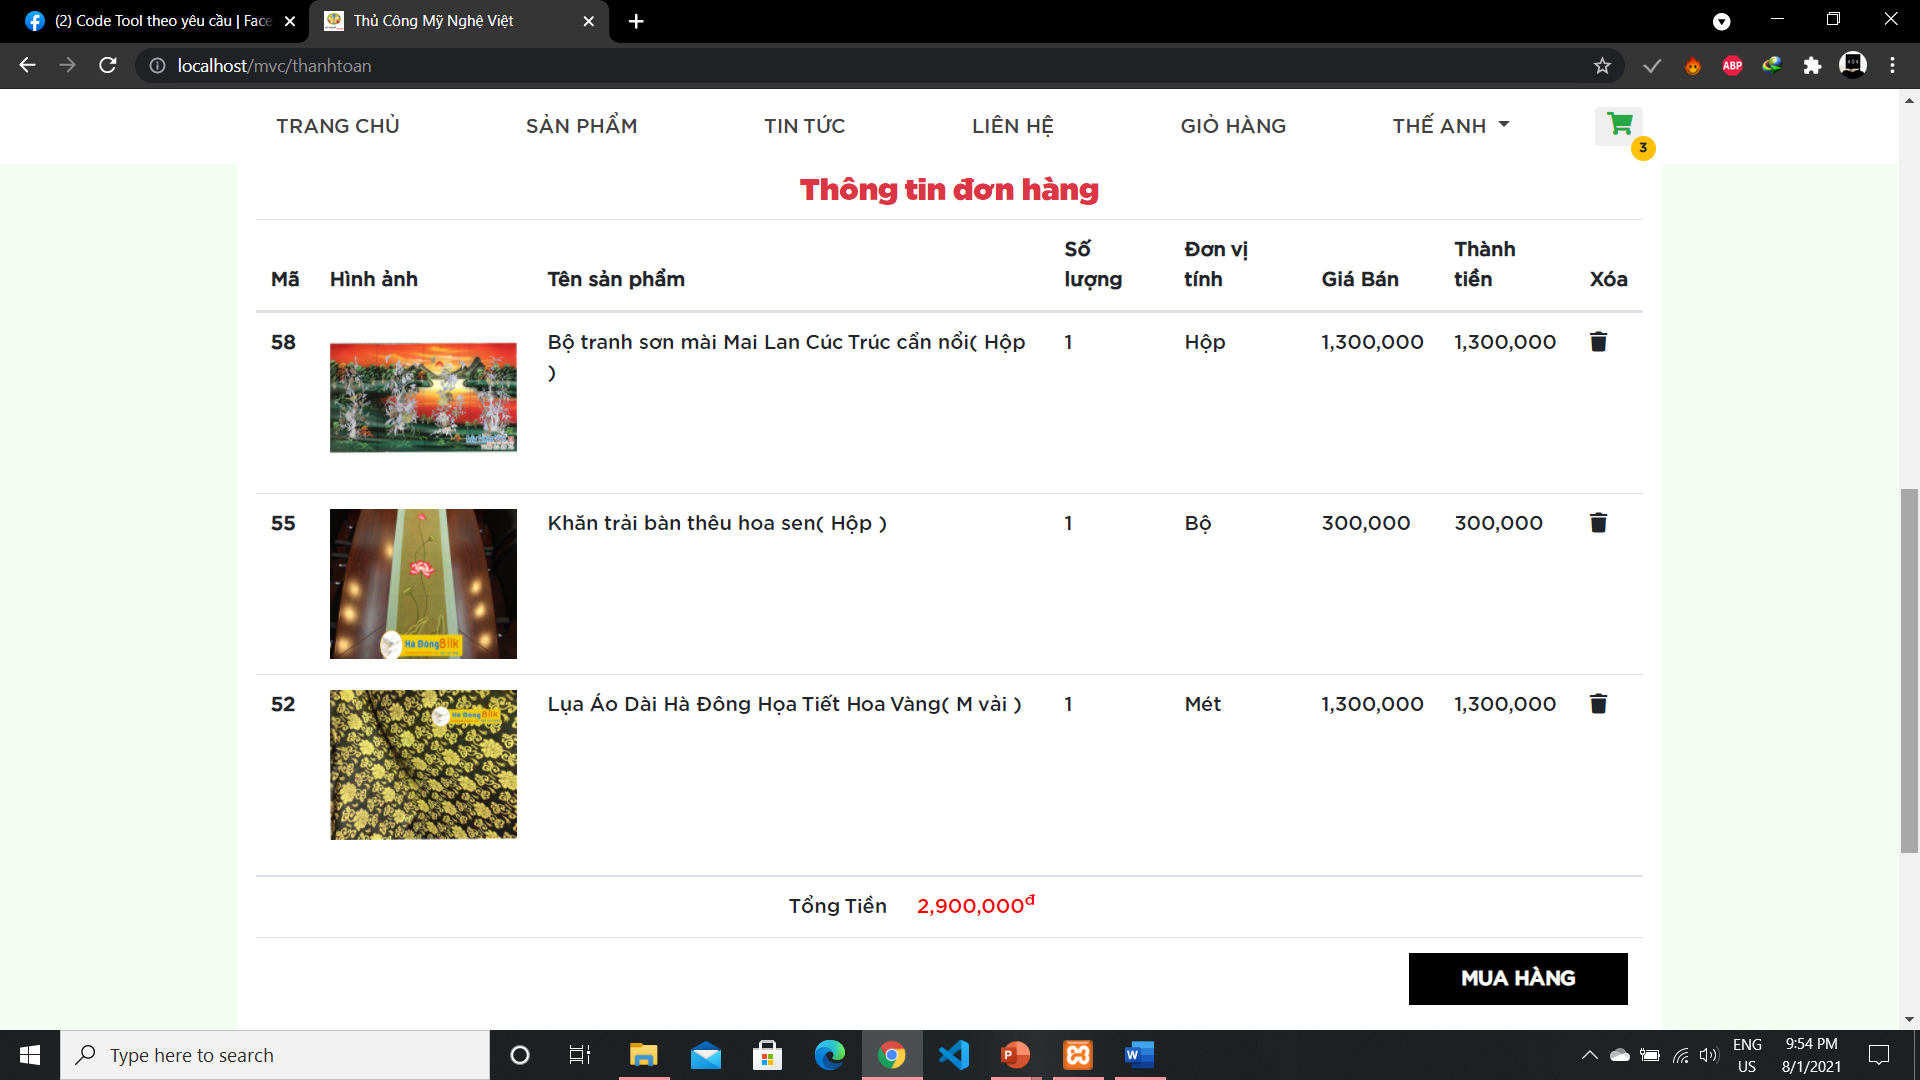 (2) Code Tool theo yêu cầu | Face
Thủ Công Mỹ Nghệ Việt
localhost/mvc/thanhtoan
ABP
TRANG CHỦ SẢN PHẨM TIN TỨC LIÊN HỆ GIỎ HÀNG THẾ ANH
3
Thông tin đơn hàng
Mã Hình ảnh Tên sản phẩm Số lượng Đơn vị tính Giá Bán Thành tiền Xóa
58 Bộ tranh sơn mài Mai Lan Cúc Trúc cẩn nổi( Hộp 1 Hộp 1,300,000 1,300,000
)
55 Khăn trải bàn thêu hoa sen( Hộp ) 1 Bộ 300,000 300,000
Hà ĐôngSilk
52 Lụa Áo Dài Hà Đông Họa Tiết Hoa Vàng( M vải ) 1 Mét 1,300,000 1,300,000
Hà ĐôngSilk
Tổng Tiền 2,900,000đ
MUA HÀNG
Type here to search
ENG
US
9:54 PM
8/1/2021